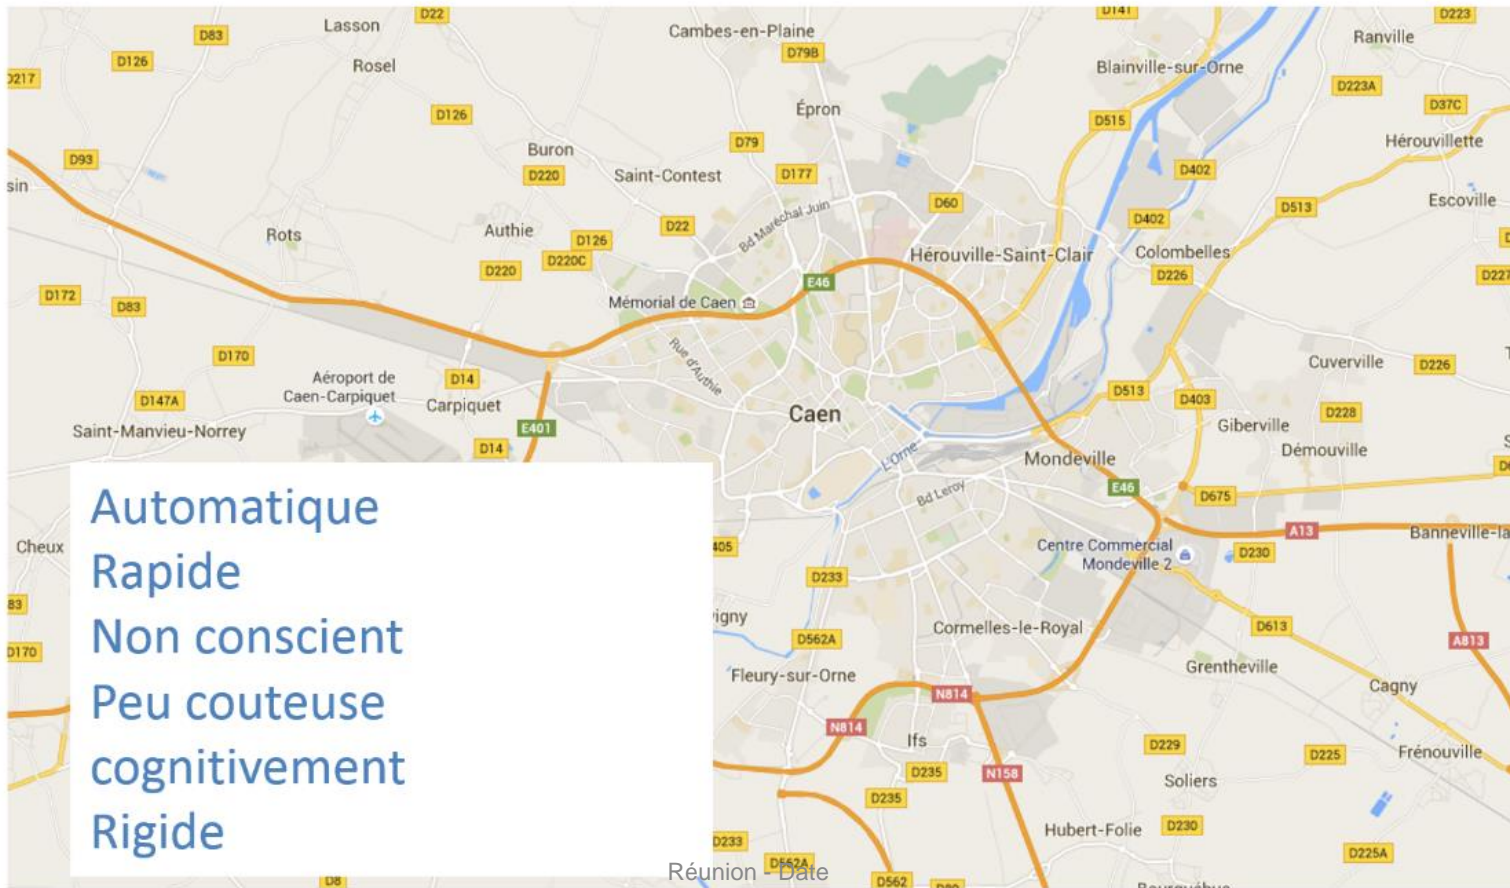 D22
D141
D223
Lasson
D83
Cambes-en-Plaine
Ranville
D126
D79B
Rosel
Blainville-sur-Orne
D217
D223A
Épron
D37C
D126
D515
Hérouvillette
D79
Buron
D93
D220
Saint-Contest
D177
D402
sin
D60
Escoville
Bd Maréchal Juin
D513
D22
D402
Rots
Authie
D126
Hérouville-Saint-Clair
Colombelles
D220C
D220
D226
D227
E46
D172
D83
Mémorial de Caen
D170
Rue d'Authie
Cuverville
D226
Aéroport de
Caen-Carpiquet
D14
Carpiquet
D513
D403
D147A
Caen
D228
Saint-Manvieu-Norrey
E401
Giberville
D14
L'Orne
Mondeville
Démouville
Bd Leroy
E46
D675
Automatique
Rapide
Non conscient
Peu couteuse
cognitivement
Rigide
A13
Banneville-la
Cheux
405
Centre Commercial
Mondeville 2
D230
D233
83
igny
D562A
Cormelles-le-Royal
D613
A813
D170
Fleury-sur-Orne
Grentheville
Cagny
N814
N814
Ifs
D229
D225
Frénouville
D235
N158
Soliers
D235
Hubert-Folie
D230
D233
D225A
D562A
Réunion - Date
D8
D562